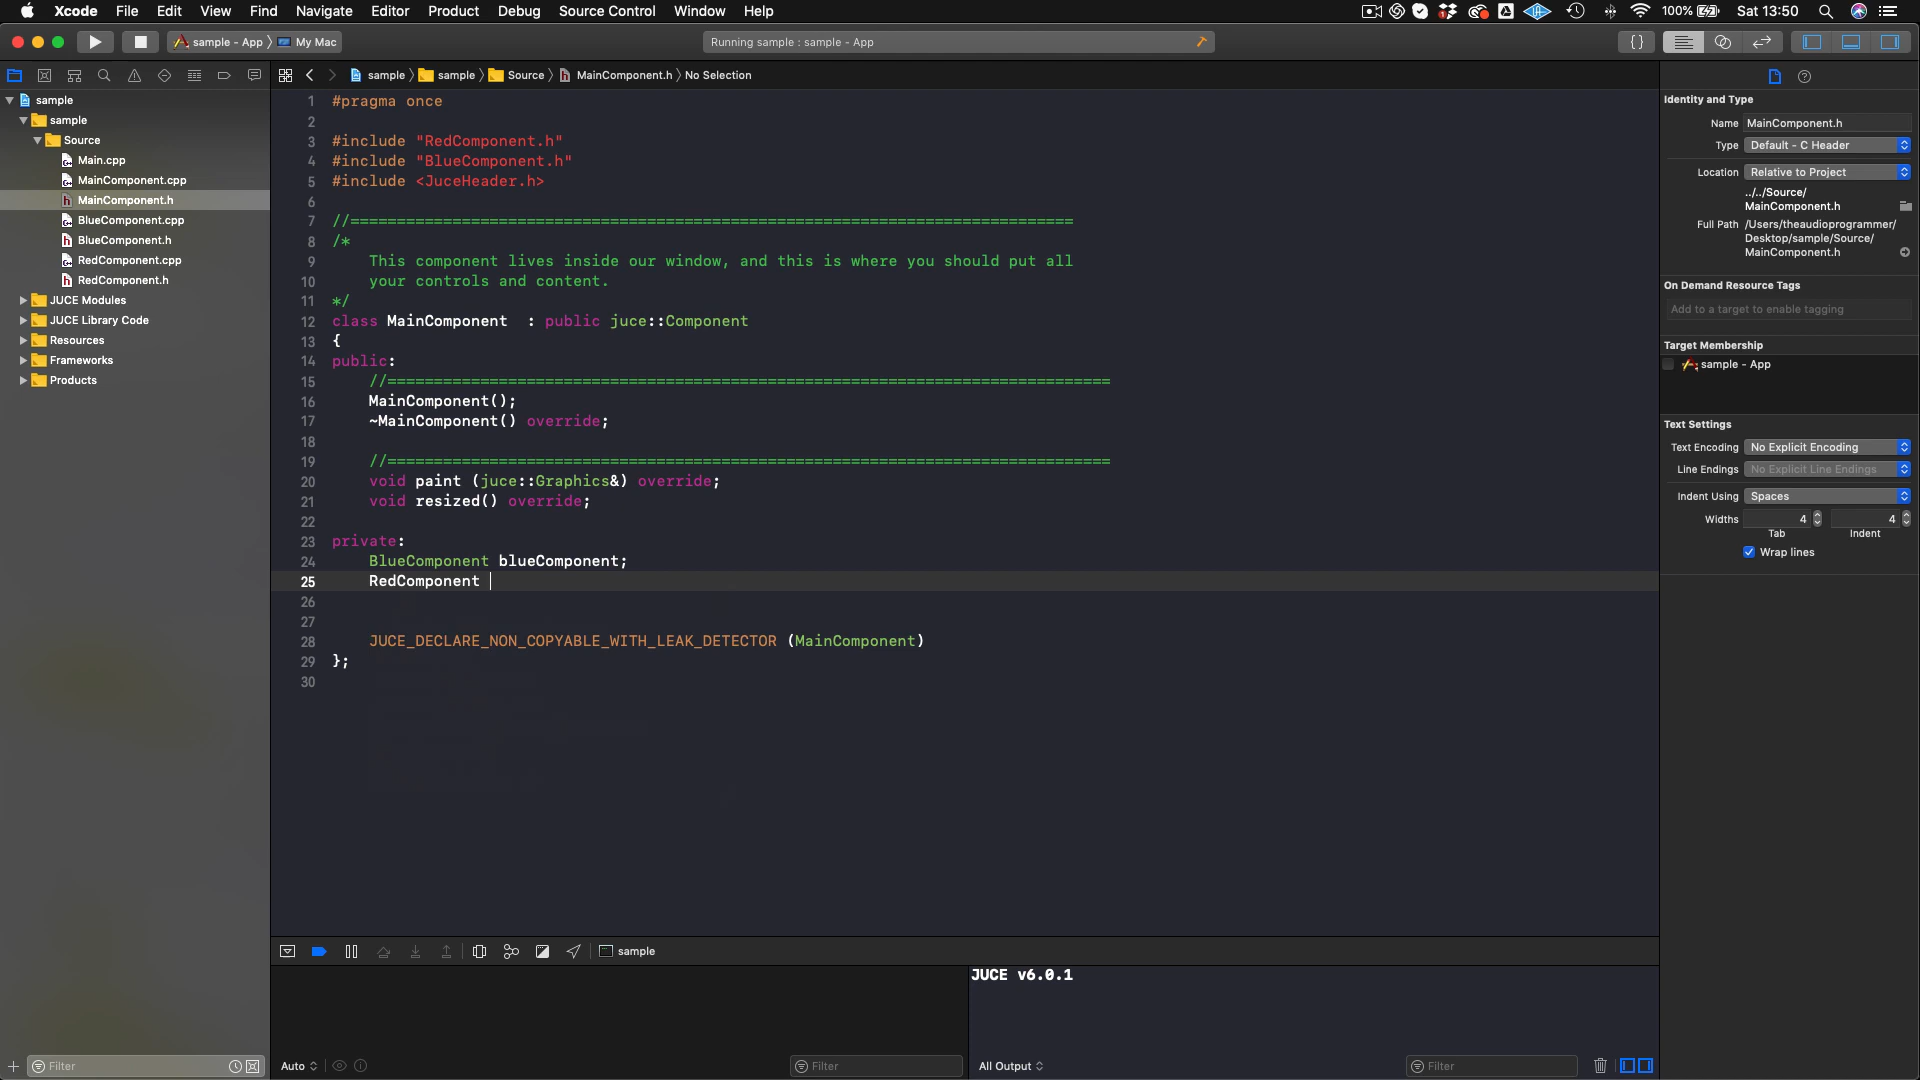 Xcode File Edit View Find Navigate Editor Product Debug Source Control Window Help 100% Sat 13:50
sample - App 〉 My Mac
Running sample : sample - App
{}
sample 〉 sample 〉 Source 〉 MainComponent.h 〉 No Selection
sample
sample
Source
Main.cpp
MainComponent.cpp
MainComponent.h
BlueComponent.cpp
BlueComponent.h
RedComponent.cpp
RedComponent.h
JUCE Modules
JUCE Library Code
Resources
Frameworks
Products
Filter
1 #pragma once
2
3 #include "RedComponent.h"
4 #include "BlueComponent.h"
5 #include <JuceHeader.h>
6
7 //==============================================================================
8 /*
9 This component lives inside our window, and this is where you should put all
10 your controls and content.
11 */
12 class MainComponent  : public juce::Component
13 {
14 public:
15 //==============================================================================
16 MainComponent();
17 ~MainComponent() override;
18
19 //==============================================================================
20 void paint (juce::Graphics&) override;
21 void resized() override;
22
23 private:
24 BlueComponent blueComponent;
25 RedComponent
26
27
28 JUCE_DECLARE_NON_COPYABLE_WITH_LEAK_DETECTOR (MainComponent)
29 };
30
sample
JUCE v6.0.1
Auto
Filter
All Output
Filter
Identity and Type
Name MainComponent.h
Type Default - C Header
Location Relative to Project
../../Source/
MainComponent.h
Full Path /Users/theaudioprogrammer/
Desktop/sample/Source/
MainComponent.h
On Demand Resource Tags
Add to a target to enable tagging
Target Membership
sample - App
Text Settings
Text Encoding No Explicit Encoding
Line Endings No Explicit Line Endings
Indent Using Spaces
Widths 4 4
Tab Indent
Wrap lines